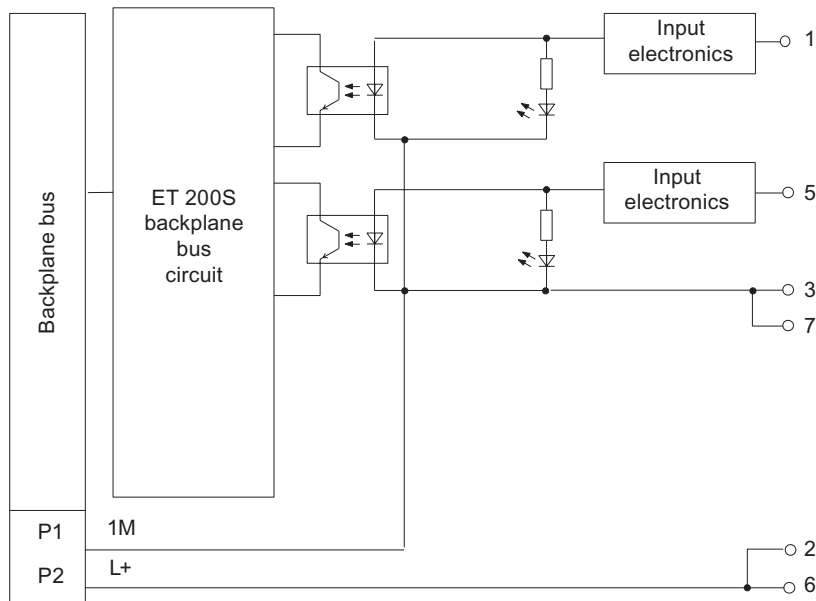 Input
electronics
1
Backplane bus
ET 200S
backplane
bus
circuit
Input
electronics
5
3
7
P1
1M
P2
L+
2
6